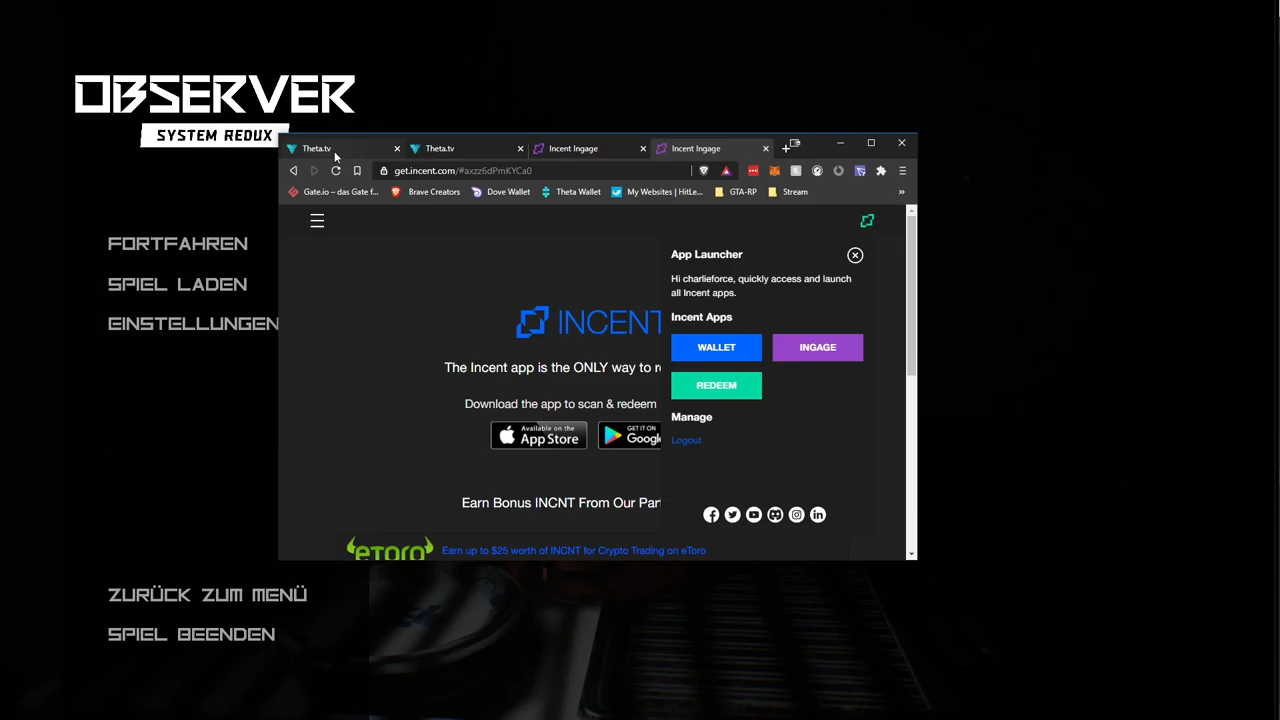 OBSERVER
SYSTEM REDUX
FORTFAHREN
SPIEL LADEN
EINSTELLUNGEN
ZURÜCK ZUM MENÜ
SPIEL BEENDEN
Theta.tv
Theta.tv
Incent Ingage
Incent Ingage
get.incent.com/#axzz6dPmKYCa0
Gate.io – das Gate f...
Brave Creators
Dove Wallet
Theta Wallet
My Websites | HitLe...
GTA-RP
Stream
INCENT
The Incent app is the ONLY way to re
Download the app to scan & redeem
Available on the
App Store
GET IT ON
Google
Earn Bonus INCNT From Our Par
eToro
Earn up to $25 worth of INCNT for Crypto Trading on eToro
App Launcher
Hi charlieforce, quickly access and launch
all Incent apps.
Incent Apps
WALLET
INGAGE
REDEEM
Manage
Logout